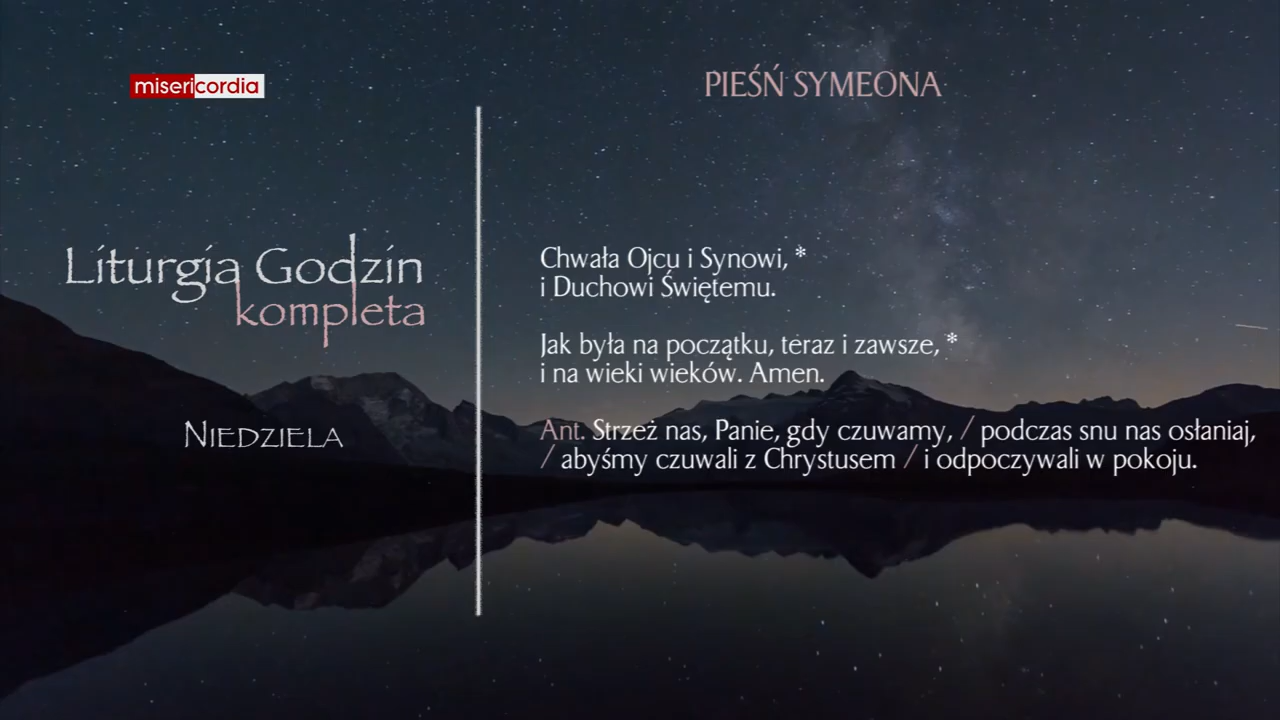 misericordia
PIEŚŃ SYMEONA
Liturgia Godzin
kompleta
NIEDZIELA
Chwała Ojcu i Synowi, *
i Duchowi Świętemu.
Jak była na początku, teraz i zawsze, *
i na wieki wieków. Amen.
Ant. Strzeż nas, Panie, gdy czuwamy, / podczas snu nas osłaniaj,
/ abyśmy czuwali z Chrystusem / i odpoczywali w pokoju.